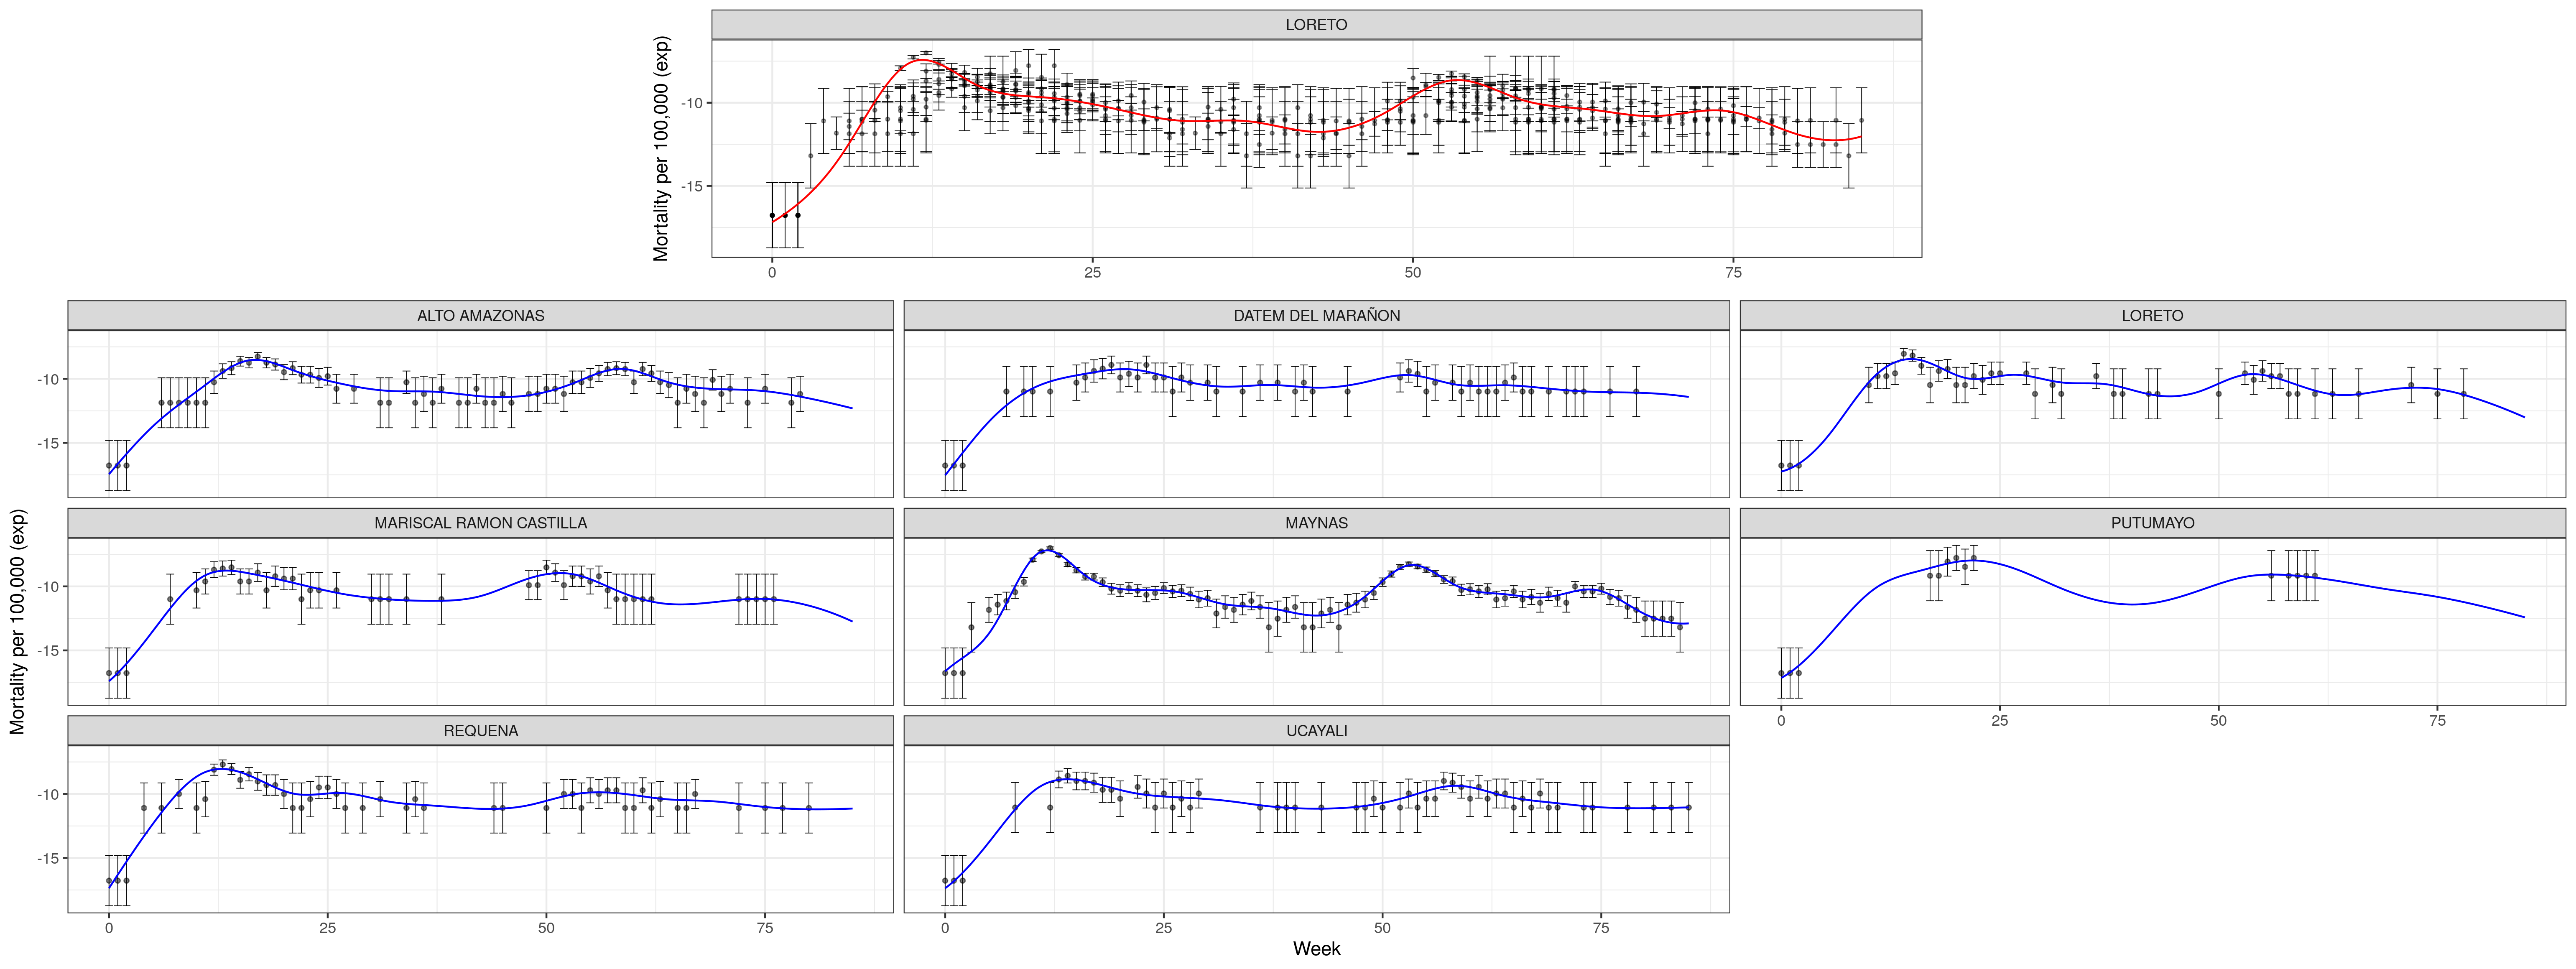 LORETO
Mortality per 100,000 (exp)
-10
-15
0 25 50 75
ALTO AMAZONAS DATEM DEL MARAÑON LORETO
-10
-15
MARISCAL RAMON CASTILLA MAYNAS PUTUMAYO
Mortality per 100,000 (exp)
-10
-15
0 25 50 75
REQUENA UCAYALI
-10
-15
0 25 50 75 0 25 50 75
Week